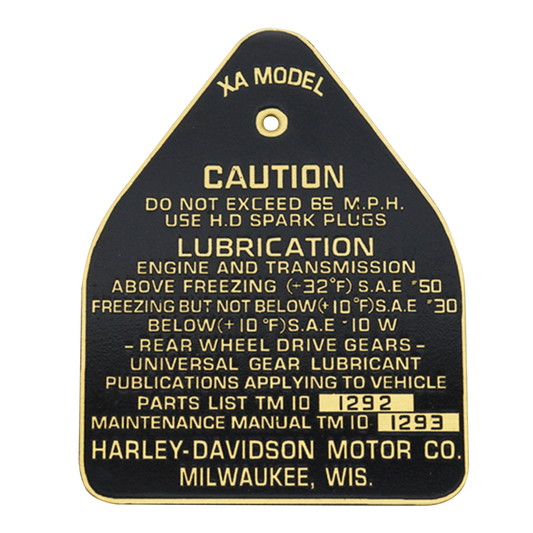 XA MODEL
CAUTION
DO NOT EXCEED 65 M.P.H.
USE H.D SPARK PLUGS
LUBRICATION
ENGINE AND TRANSMISSION
ABOVE FREEZING (+32°F) S.A.E #50
FREEZING BUT NOT BELOW (+10°F) S.A.E #30
BELOW (+10°F) S.A.E -10 W
- REAR WHEEL DRIVE GEARS -
UNIVERSAL GEAR LUBRICANT
PUBLICATIONS APPLYING TO VEHICLE
PARTS LIST TM 10 1292
MAINTENANCE MANUAL TM 10 1293
HARLEY-DAVIDSON MOTOR CO.
MILWAUKEE, WIS.